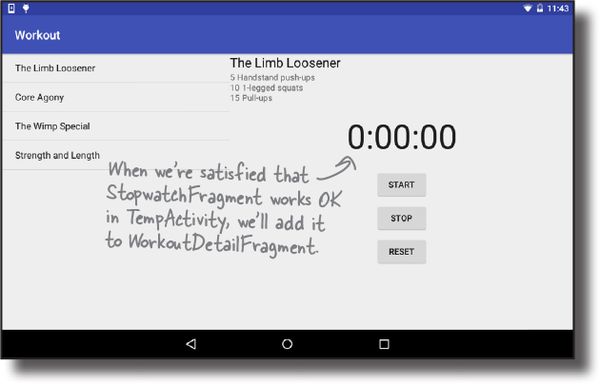 11:43
Workout
The Limb Loosener
Core Agony
The Wimp Special
Strength and Length
The Limb Loosener
5 Handstand push-ups
10 1-legged squats
15 Pull-ups
0:00:00
START
STOP
RESET
When we're satisfied that
StopwatchFragment works OK
in TempActivity, we'll add it
to WorkoutDetailFragment.